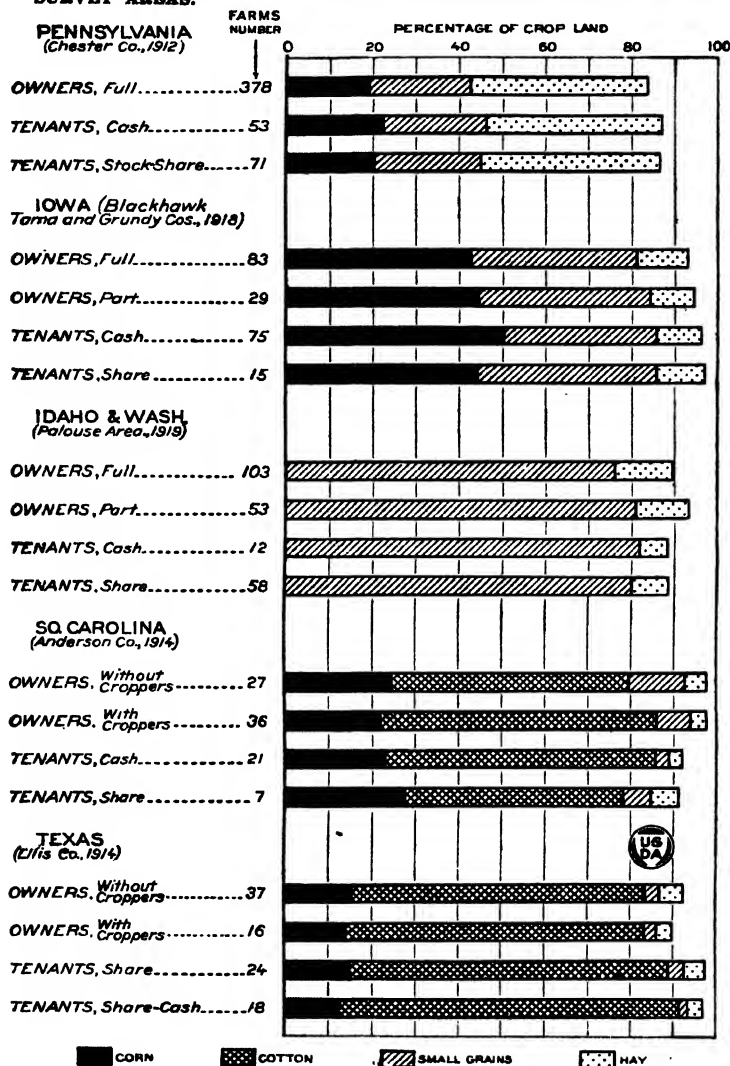 SURVEY AREAS.
FARMS NUMBER
PERCENTAGE OF CROP LAND
0 20 40 60 80 100
PENNSYLVANIA
(Chester Co., 1912)
OWNERS, Full 378
TENANTS, Cash 53
TENANTS, Stock-Share 71
IOWA (Blackhawk
Tama and Grundy Cos., 1918)
OWNERS, Full 83
OWNERS, Part 29
TENANTS, Cash 75
TENANTS, Share 15
IDAHO & WASH.
(Palouse Area, 1919)
OWNERS, Full 103
OWNERS, Part 53
TENANTS, Cash 12
TENANTS, Share 58
SO. CAROLINA
(Anderson Co., 1914)
OWNERS, Without Croppers 27
OWNERS, With Croppers 36
TENANTS, Cash 21
TENANTS, Share 7
TEXAS
(Ellis Co., 1914)
US
DA
OWNERS, Without Croppers 37
OWNERS, With Croppers 16
TENANTS, Share 24
TENANTS, Share-Cash 18
CORN COTTON SMALL GRAINS HAY